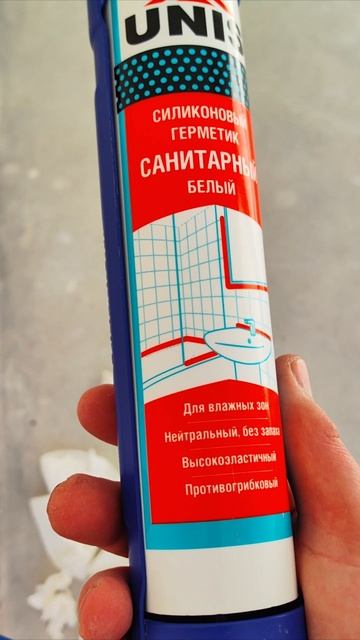 UNIS
СИЛИКОНОВЫЙ
ГЕРМЕТИК
САНИТАРНЫЙ
БЕЛЫЙ
Для влажных зон
Нейтральный, без запаха
Высокоэластичный
Противогрибковый